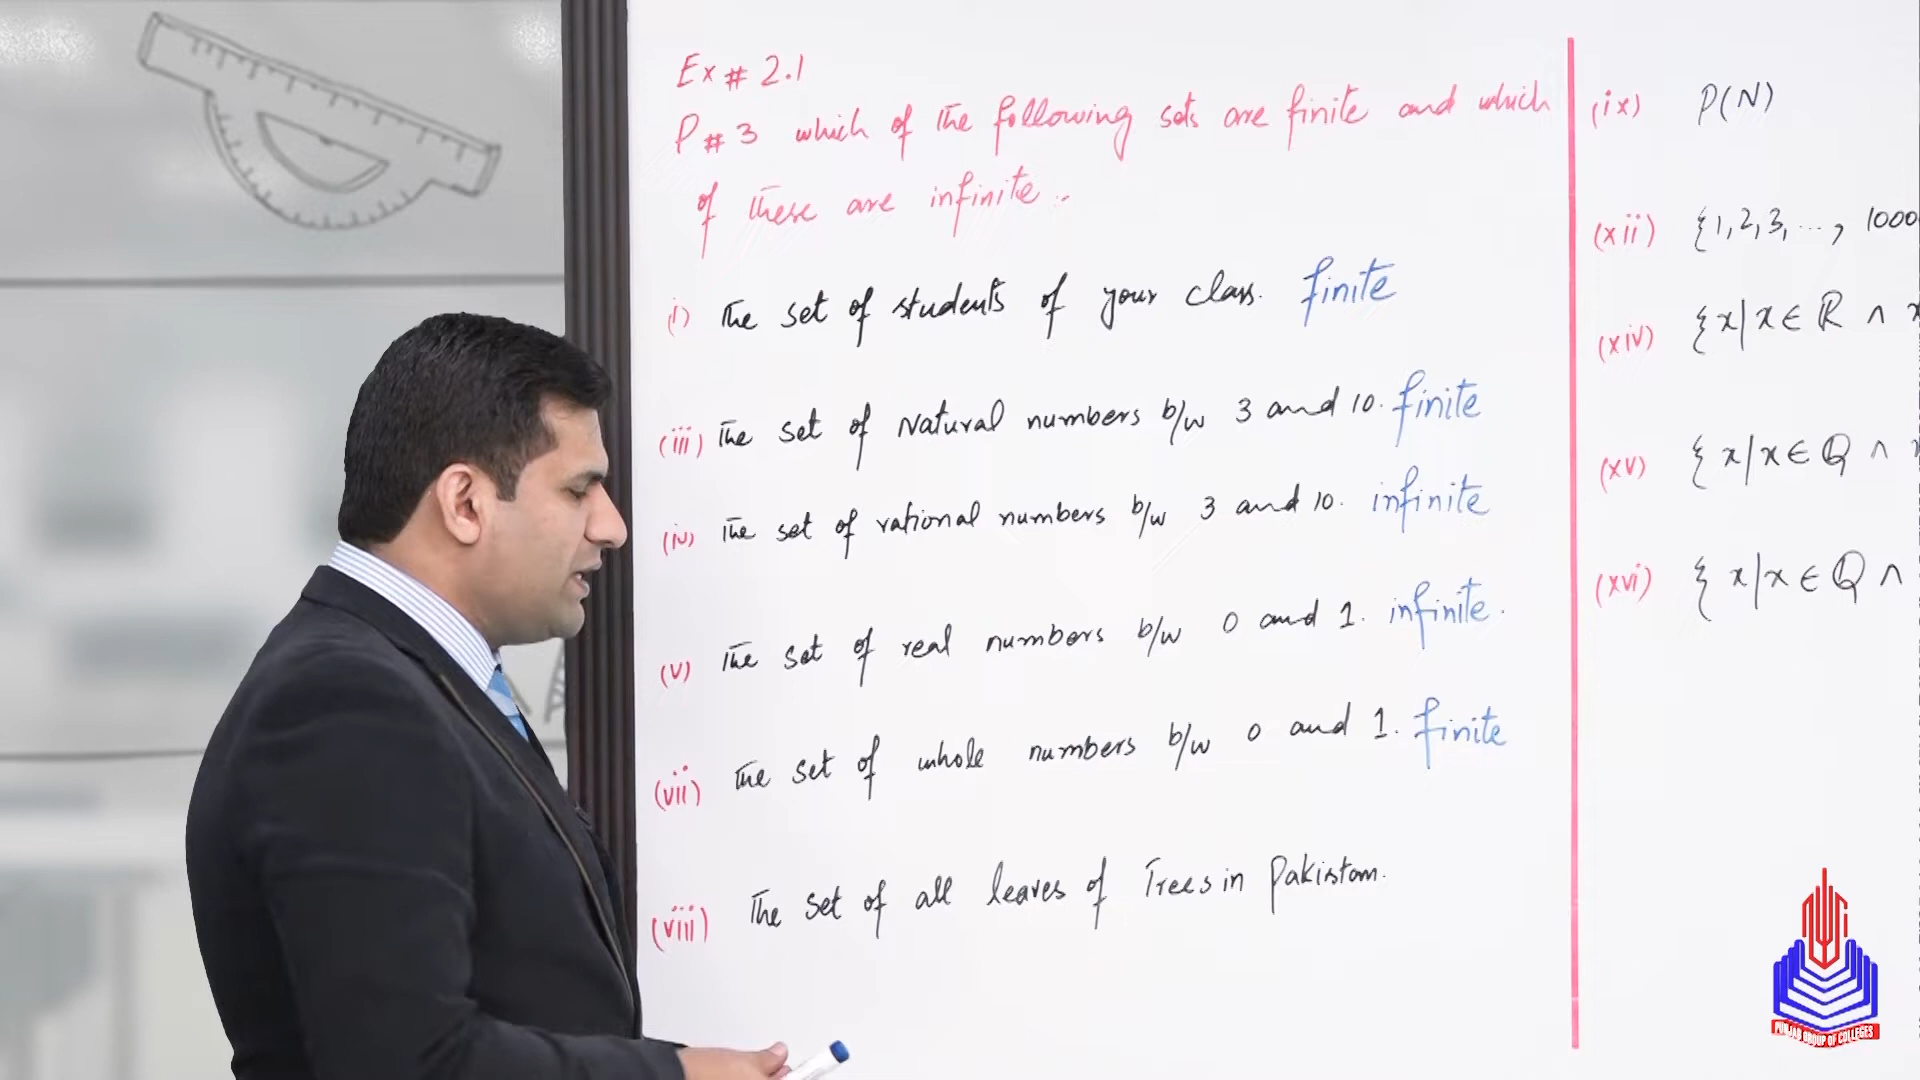 Ex # 2.1
P # 3 which of the following sets are finite and which
of these are infinite..
(i) The set of students of your class. finite
(iii) The set of Natural numbers b/w 3 and 10. finite
(iv) The set of rational numbers b/w 3 and 10. infinite
(v) The set of real numbers b/w 0 and 1. infinite.
(vii) The set of whole numbers b/w 0 and 1. finite
(viii) The set of all leaves of Trees in Pakistan.
(ix) P(N)
(xii) {1,2,3, ..., 1000
(xiv) {x|x ∈ R ∧ x
(xv) { x|x ∈ Q ∧
(xvi) { x|x ∈ Q ∧
PUNJAB GROUP OF COLLEGES